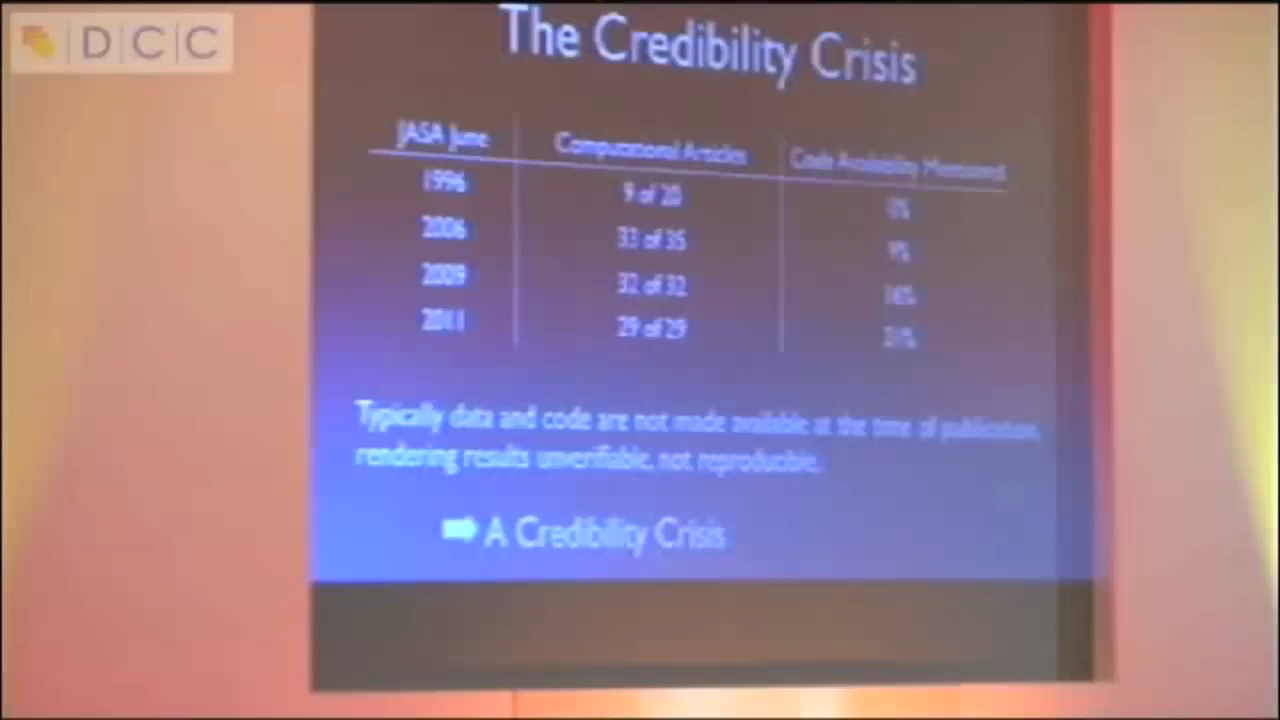 DCC
The Credibility Crisis
JASA June Computational Articles Code Availability Mentioned
1996 9 of 20 0%
2006 33 of 35 9%
2009 32 of 32 16%
2011 29 of 29 21%
Typically data and code are not made available at the time of publication,
rendering results unverifiable, not reproducible.
➡ A Credibility Crisis